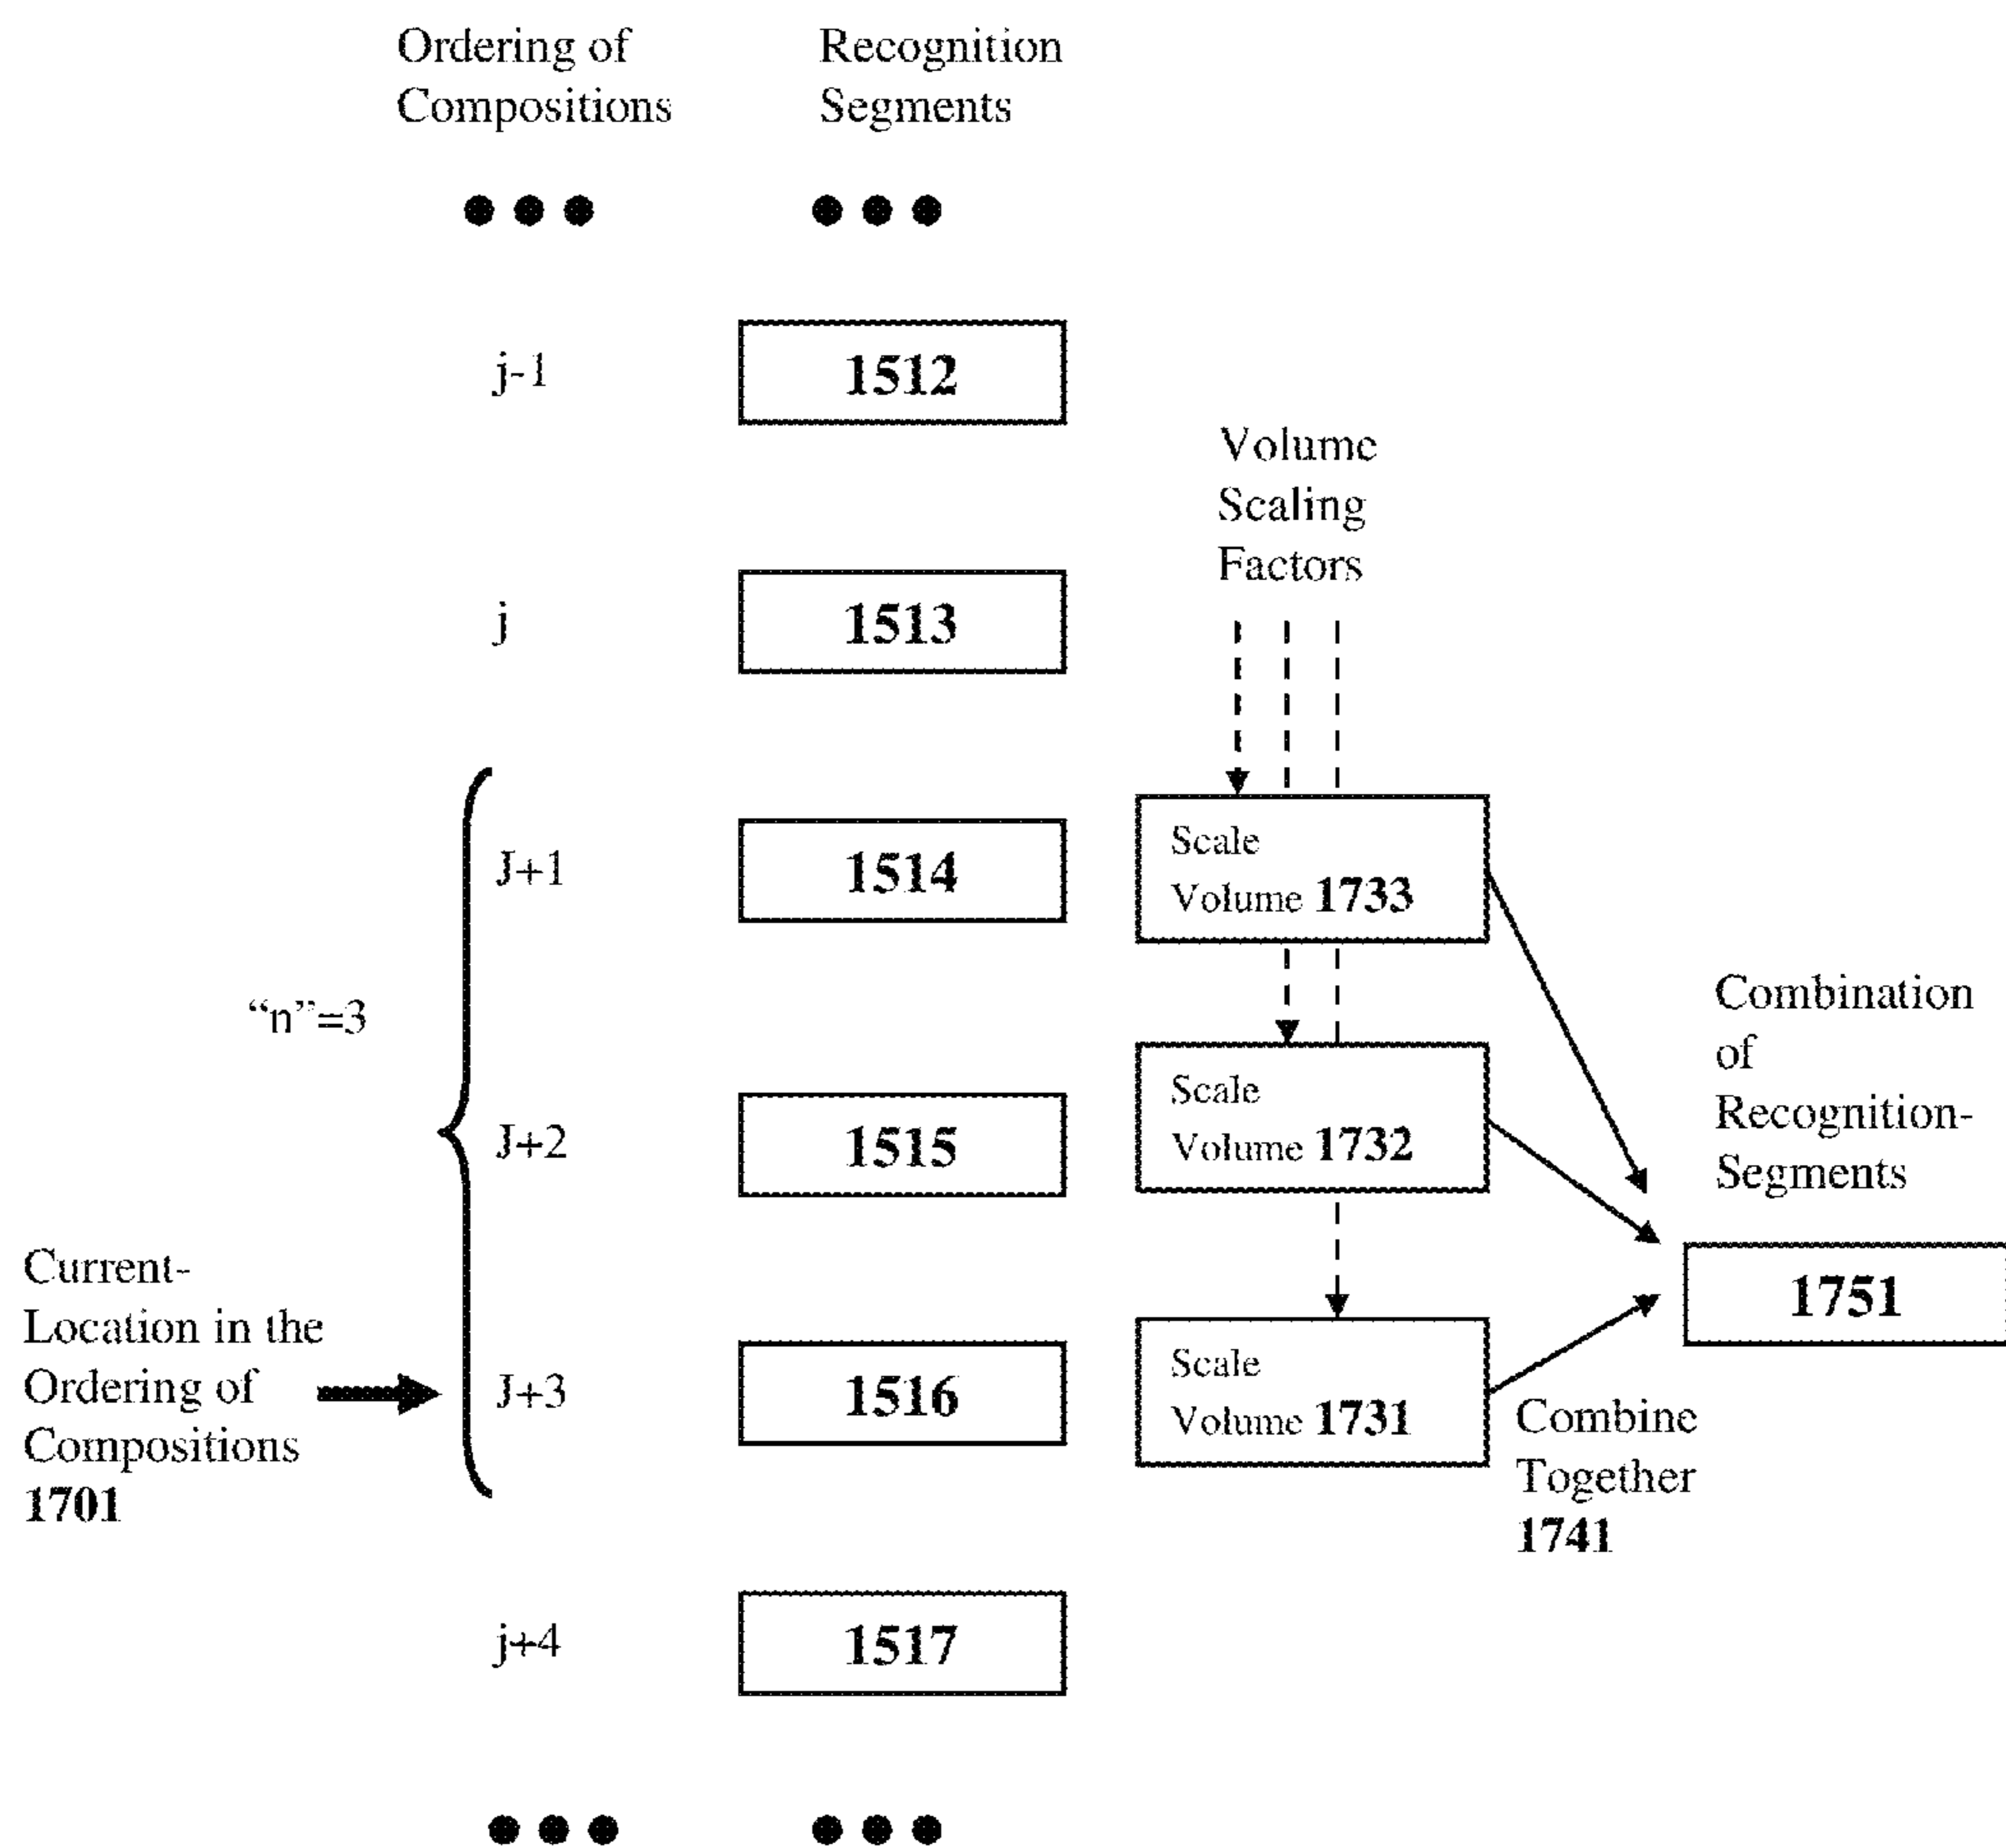 Ordering of
Compositions
Recognition
Segments
j-1
1512
Volume
Scaling
Factors
j
1513
J+1
1514
Scale
Volume 1733
"n"=3
Combination
of
Recognition-
Segments
J+2
1515
Scale
Volume 1732
1751
Current-
Location in the
Ordering of
Compositions
1701
J+3
1516
Scale
Volume 1731
Combine
Together
1741
j+4
1517